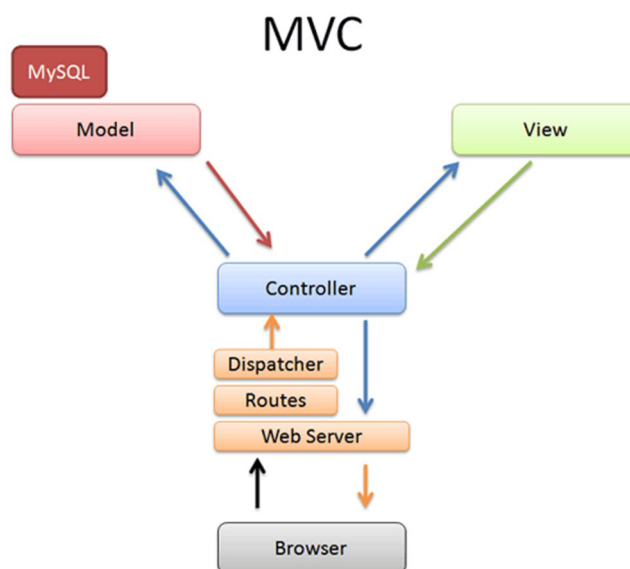 MVC
MySQL
Model
View
Controller
Dispatcher
Routes
Web Server
Browser